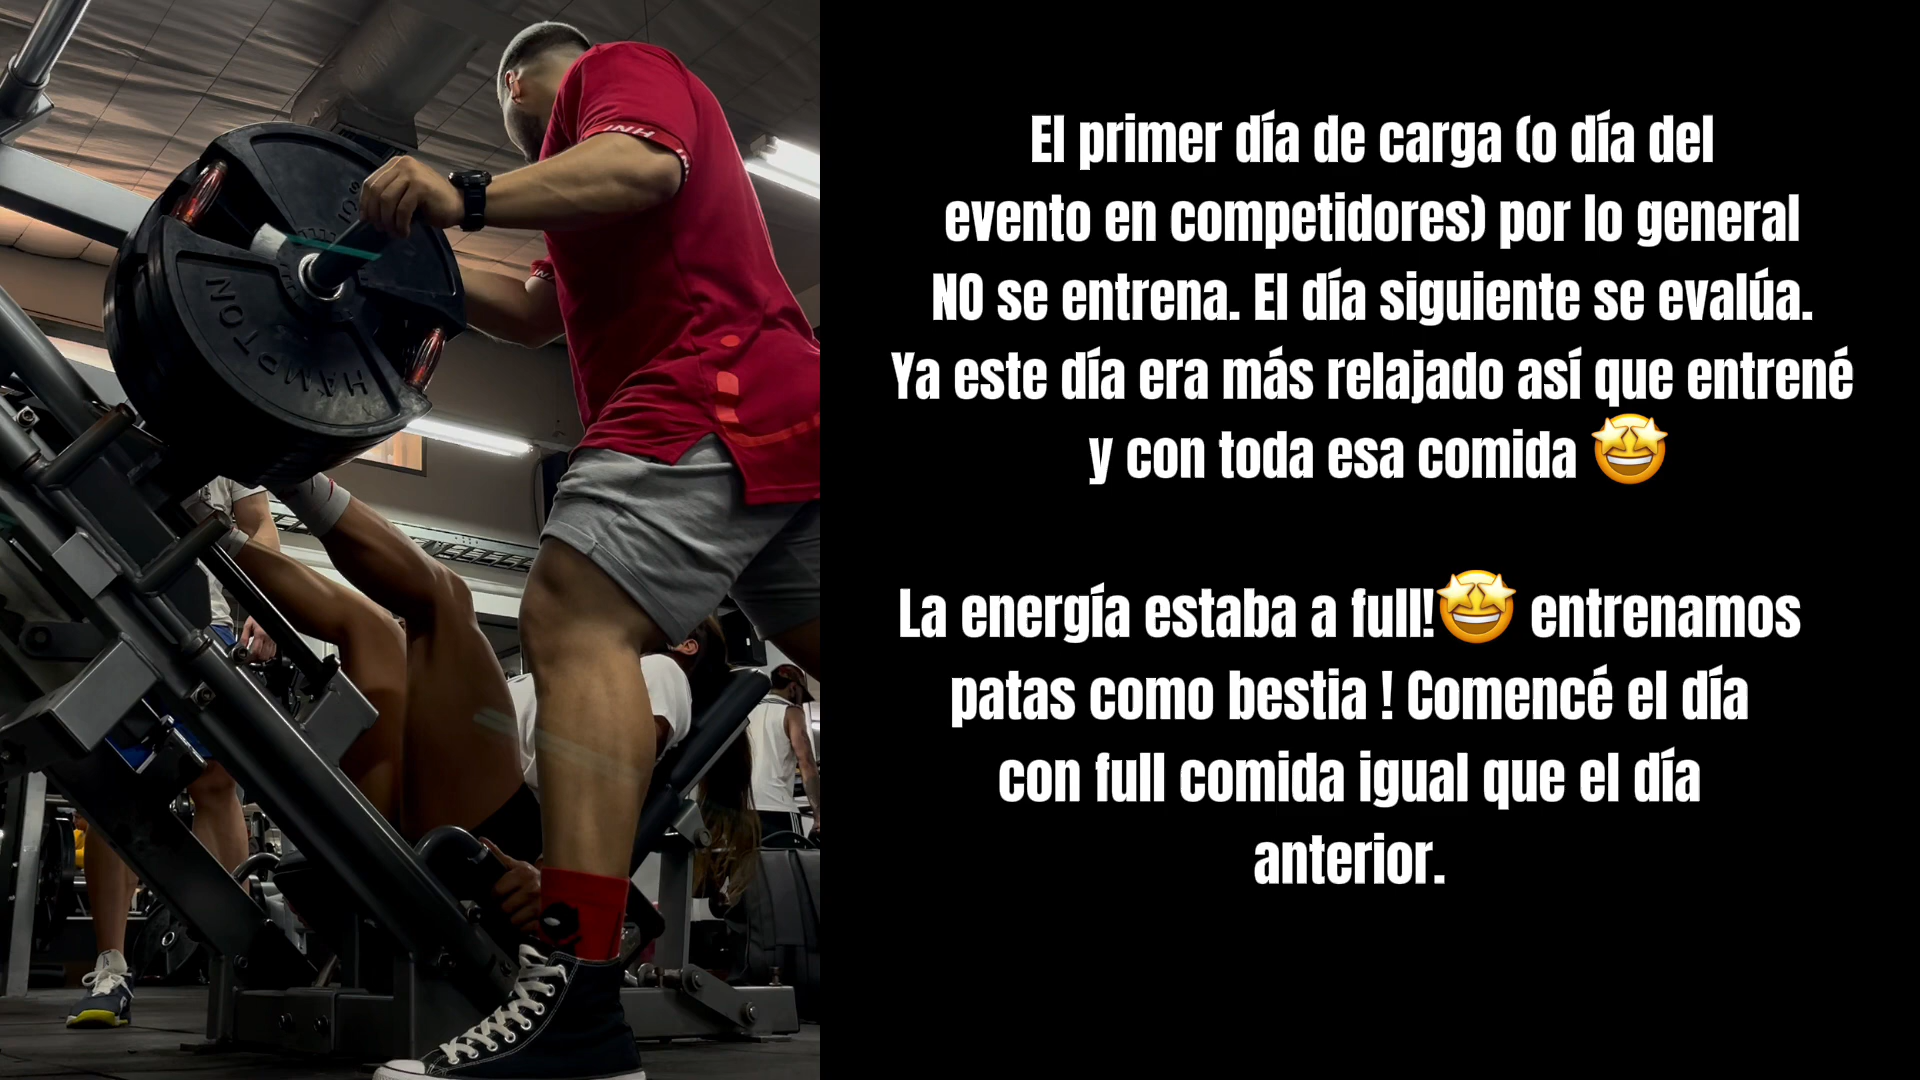 El primer día de carga (o día del
evento en competidores) por lo general
NO se entrena. El día siguiente se evalúa.
Ya este día era más relajado así que entrené
y con toda esa comida 🤩
La energía estaba a full!🤩 entrenamos
patas como bestia ! Comencé el día
con full comida igual que el día
anterior.
HAMPTON